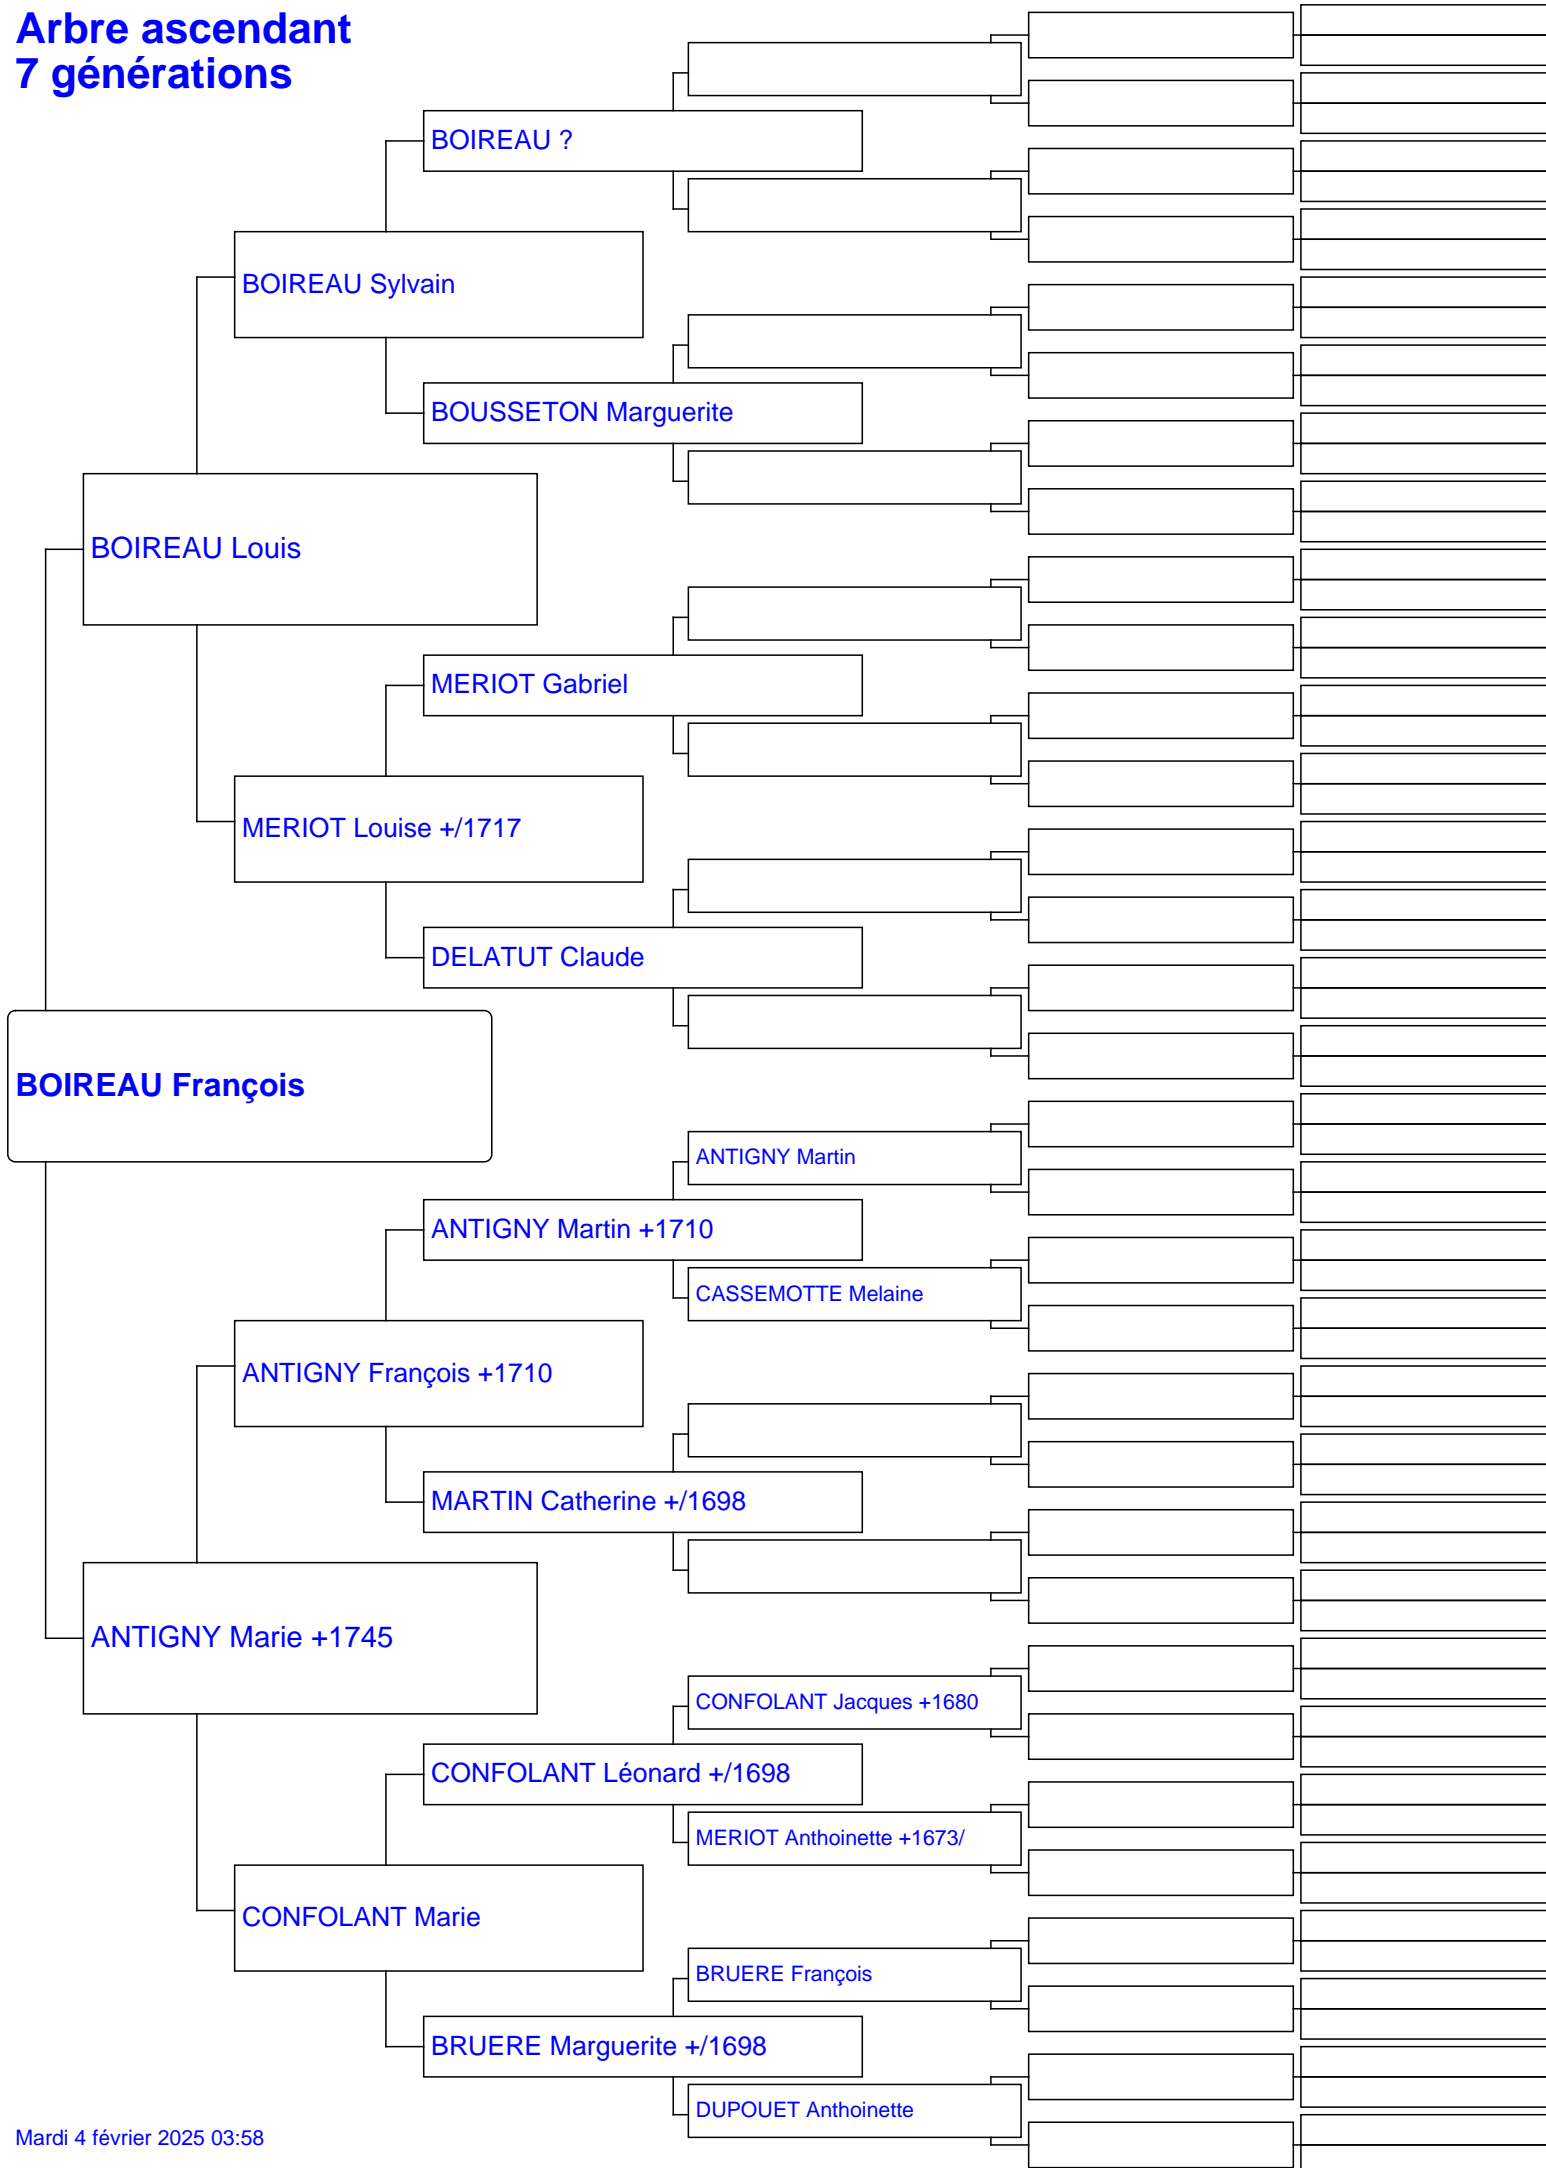 Arbre ascendant
7 générations
BOIREAU ?
BOIREAU Sylvain
BOUSSETON Marguerite
BOIREAU Louis
MERIOT Gabriel
MERIOT Louise +/1717
DELATUT Claude
BOIREAU François
ANTIGNY Martin
ANTIGNY Martin +1710
CASSEMOTTE Melaine
ANTIGNY François +1710
MARTIN Catherine +/1698
ANTIGNY Marie +1745
CONFOLANT Jacques +1680
CONFOLANT Léonard +/1698
MERIOT Anthoinette +1673/
CONFOLANT Marie
BRUERE François
BRUERE Marguerite +/1698
DUPOUET Anthoinette
Mardi 4 février 2025 03:58